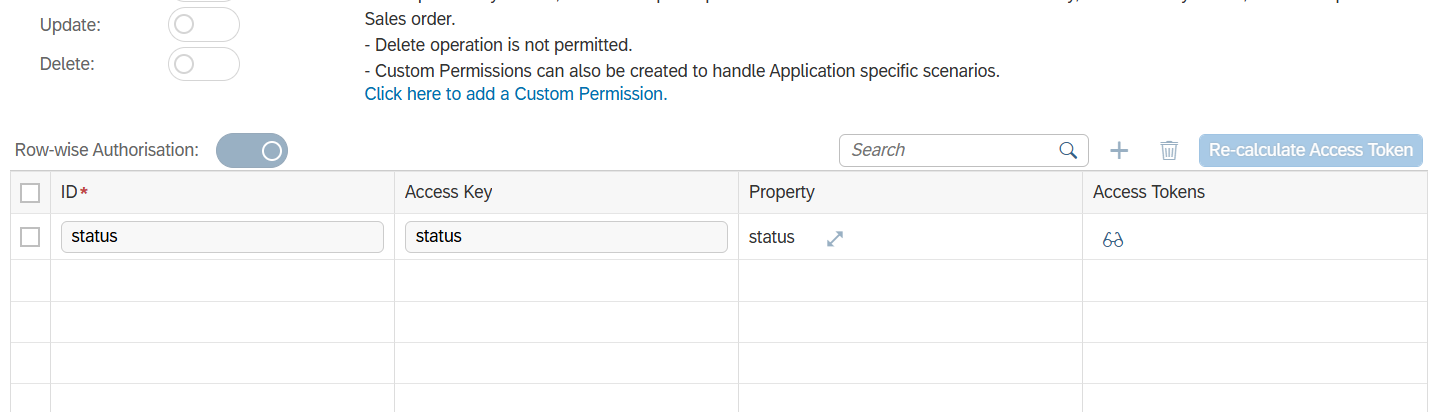 Update:
Sales order.
- Delete operation is not permitted.
Delete:
- Custom Permissions can also be created to handle Application specific scenarios.
Click here to add a Custom Permission.
Row-wise Authorisation:
Search
Re-calculate Access Token
ID*
Access Key
Property
Access Tokens
status
status
status